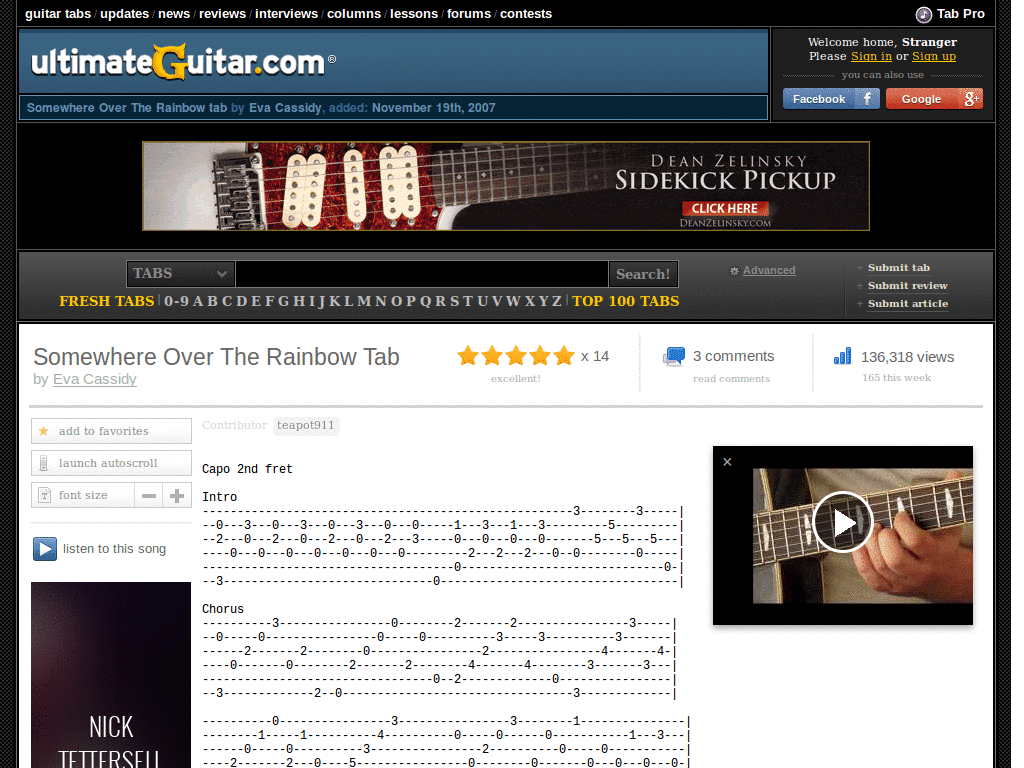 guitar tabs / updates / news / reviews / interviews / columns / lessons / forums / contests
Tab Pro
ultimateGuitar.com®
Welcome home, Stranger
Please Sign in or Sign up
you can also use
Facebook f
Google g+
Somewhere Over The Rainbow tab by Eva Cassidy, added: November 19th, 2007
DEAN ZELINSKY
SIDEKICK PICKUP
CLICK HERE
DEANZELINSKY.COM
TABS
Search!
Advanced
+ Submit tab
+ Submit review
+ Submit article
FRESH TABS | 0-9 A B C D E F G H I J K L M N O P Q R S T U V W X Y Z | TOP 100 TABS
Somewhere Over The Rainbow Tab
by Eva Cassidy
x 14
excellent!
3 comments
read comments
136,318 views
165 this week
add to favorites
launch autoscroll
font size
listen to this song
NICK
TETTERSELL
Contributor teapot911
Capo 2nd fret
Intro
-----------------------------------------------------3--------3-----|
--0---3---0---3---0---3---0---0-----1---3---1---3---------5---------|
--2---0---2---0---2---0---2---3-----0---0---0---0-------5---5---5---|
----0---0---0---0---0---0---0---------2---2---2---0--0--------0-----|
------------------------------------0-----------------------------0-|
--3------------------------------0----------------------------------|
Chorus
----------3----------------0--------2-------2----------------3-----|
--0-----0----------------0-----0----------3-----3----------3-------|
------2-------2--------0----------------2----------------4-------4-|
----0-------0--------2-------2--------4-------4--------3-------3---|
---------------------------------0--2-------------0----------------|
--3-------------2--0---------------------------------3-------------|
----------0----------------3----------------3--------1---------------|
--------1-----1----------4----------0-----0------0-----------1---3---|
------0-----0----------3----------------2----------0-----0-----------|
----2-------2---0----5----------------0--------0-------0---0---0---0-|